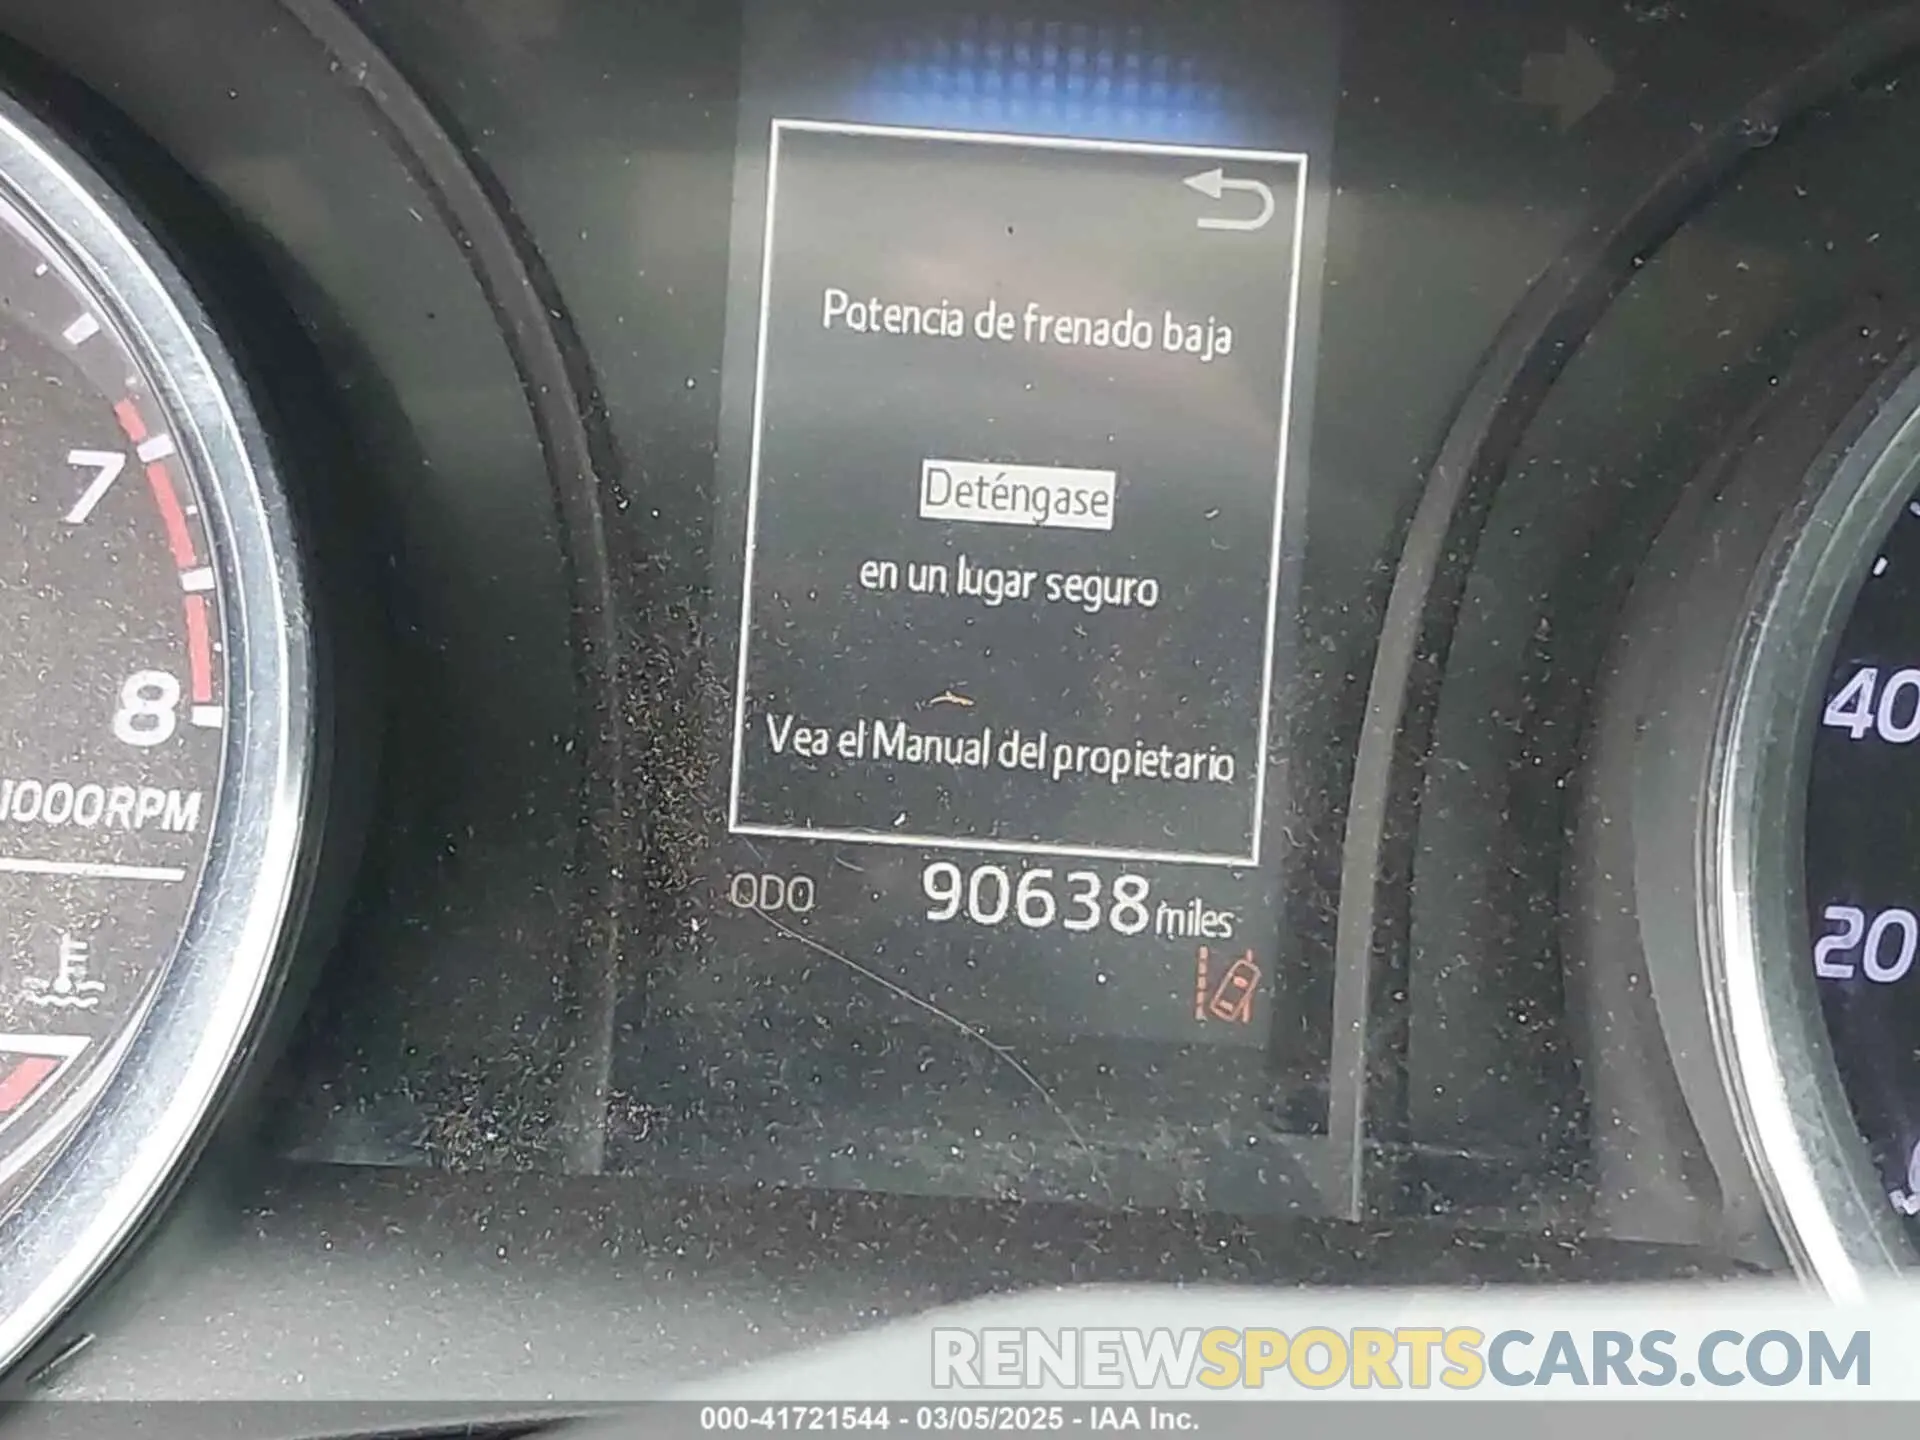 Potencia de frenado baja
Deténgase
en un lugar seguro
Vea el Manual del propietario
ODO 90638 miles
7
8
1000RPM
40
20
RENEWSPORTSCARS.COM
000-41721544 - 03/05/2025 - IAA Inc.